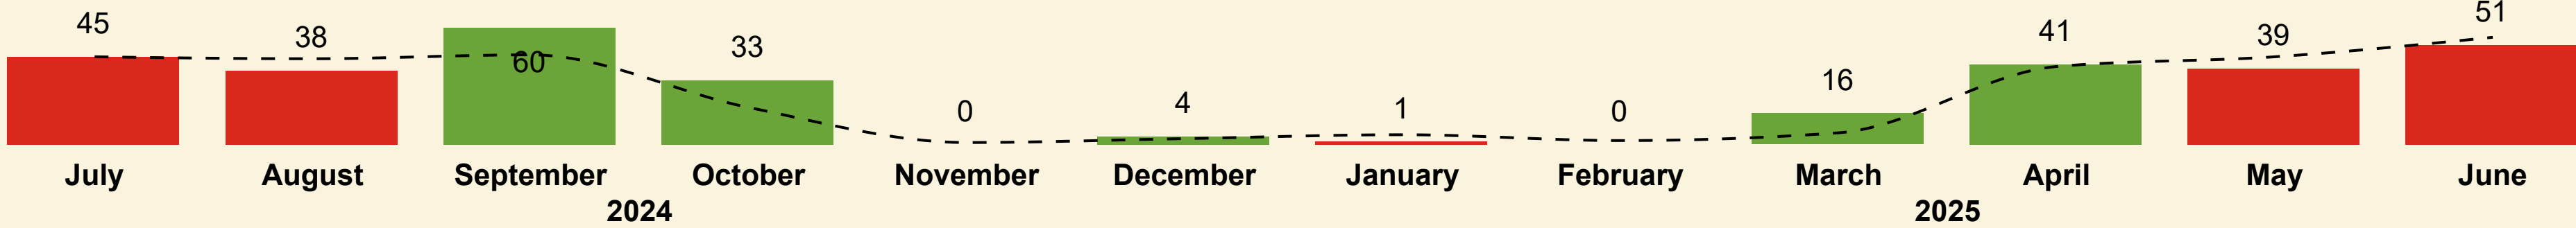 45 38 60 33 0 4 1 0 16 41 39 51
July August September October November December January February March April May June
2024 2025